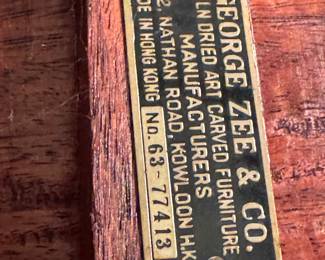 GEORGE ZEE & CO.
LN DRIED ART CARVED FURNITURE
MANUFACTURERS
2, NATHAN ROAD, KOWLOON H.K
DE IN HONG KONG No. 63-77413